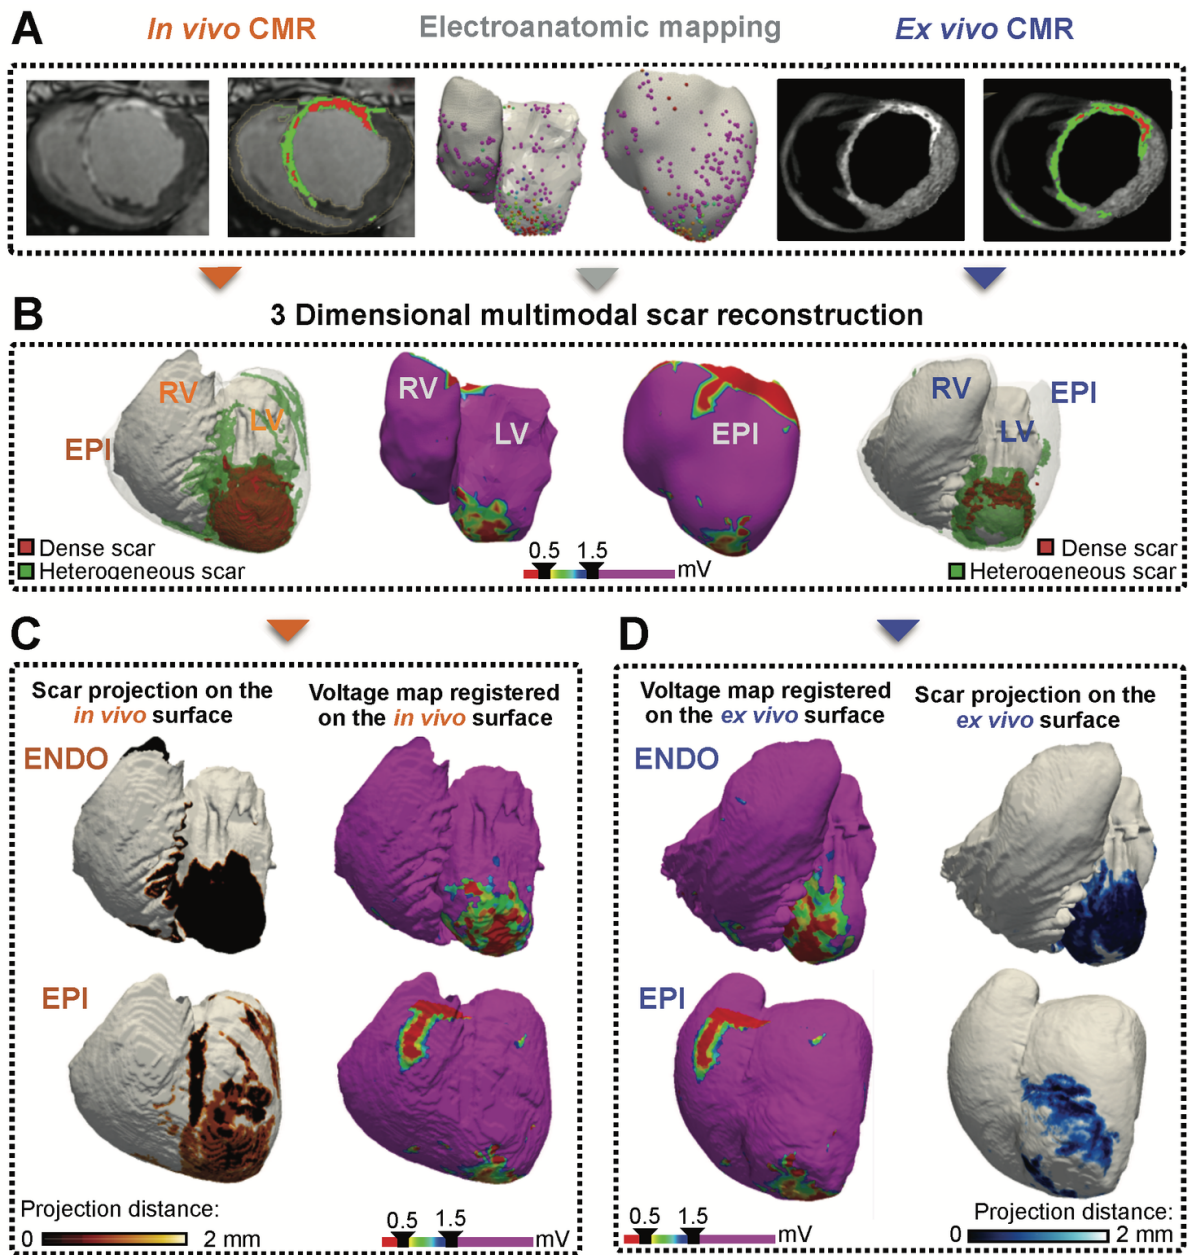 A
In vivo CMR
Electroanatomic mapping
Ex vivo CMR
B
3 Dimensional multimodal scar reconstruction
RV
LV
EPI
RV
LV
EPI
RV
EPI
LV
Dense scar
Heterogeneous scar
0.5 1.5
mV
Dense scar
Heterogeneous scar
C
Scar projection on the
in vivo surface
Voltage map registered
on the in vivo surface
ENDO
EPI
Projection distance:
0 2 mm
0.5 1.5
mV
D
Voltage map registered
on the ex vivo surface
Scar projection on the
ex vivo surface
ENDO
EPI
0.5 1.5
mV
Projection distance:
0 2 mm